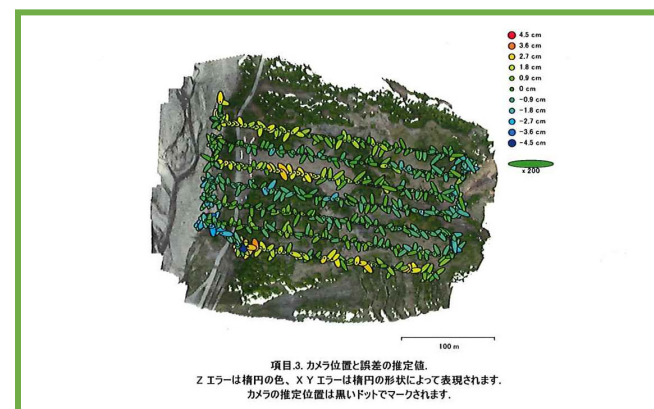 4.5 cm
3.6 cm
2.7 cm
1.8 cm
0.9 cm
0 cm
-0.9 cm
-1.8 cm
-2.7 cm
-3.6 cm
-4.5 cm
x 200
100 m
項目.3. カメラ位置と誤差の推定値.
Z エラーは楕円の色、X Y エラーは楕円の形状によって表現されます.
カメラの推定位置は黒いドットでマークされます.